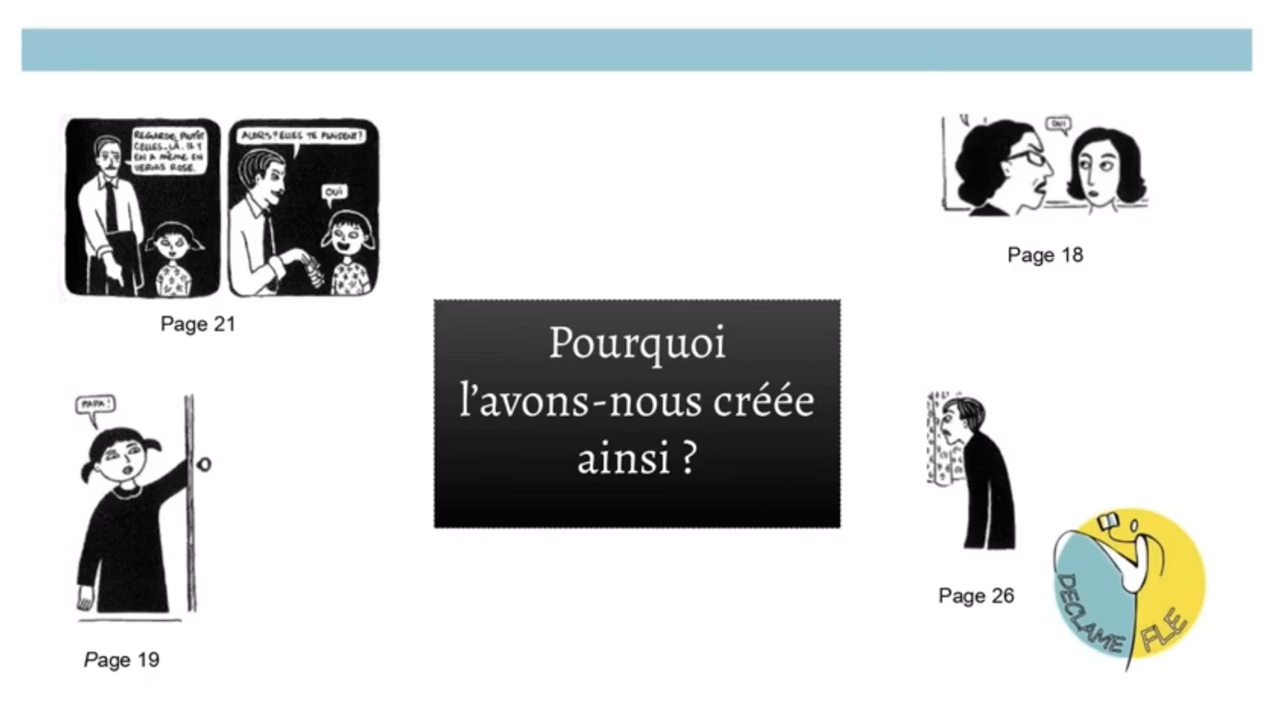 REGARDE, PLUTÔT
CELLES-LÀ. IL Y
EN A MÊME EN
VERNIS ROSE.
ALORS? ELLES TE PLAISENT?
OUI
Page 21
OUI
Page 18
Pourquoi
l'avons-nous créée
ainsi ?
PAPA!
Page 19
Page 26
DECLAME
FLE